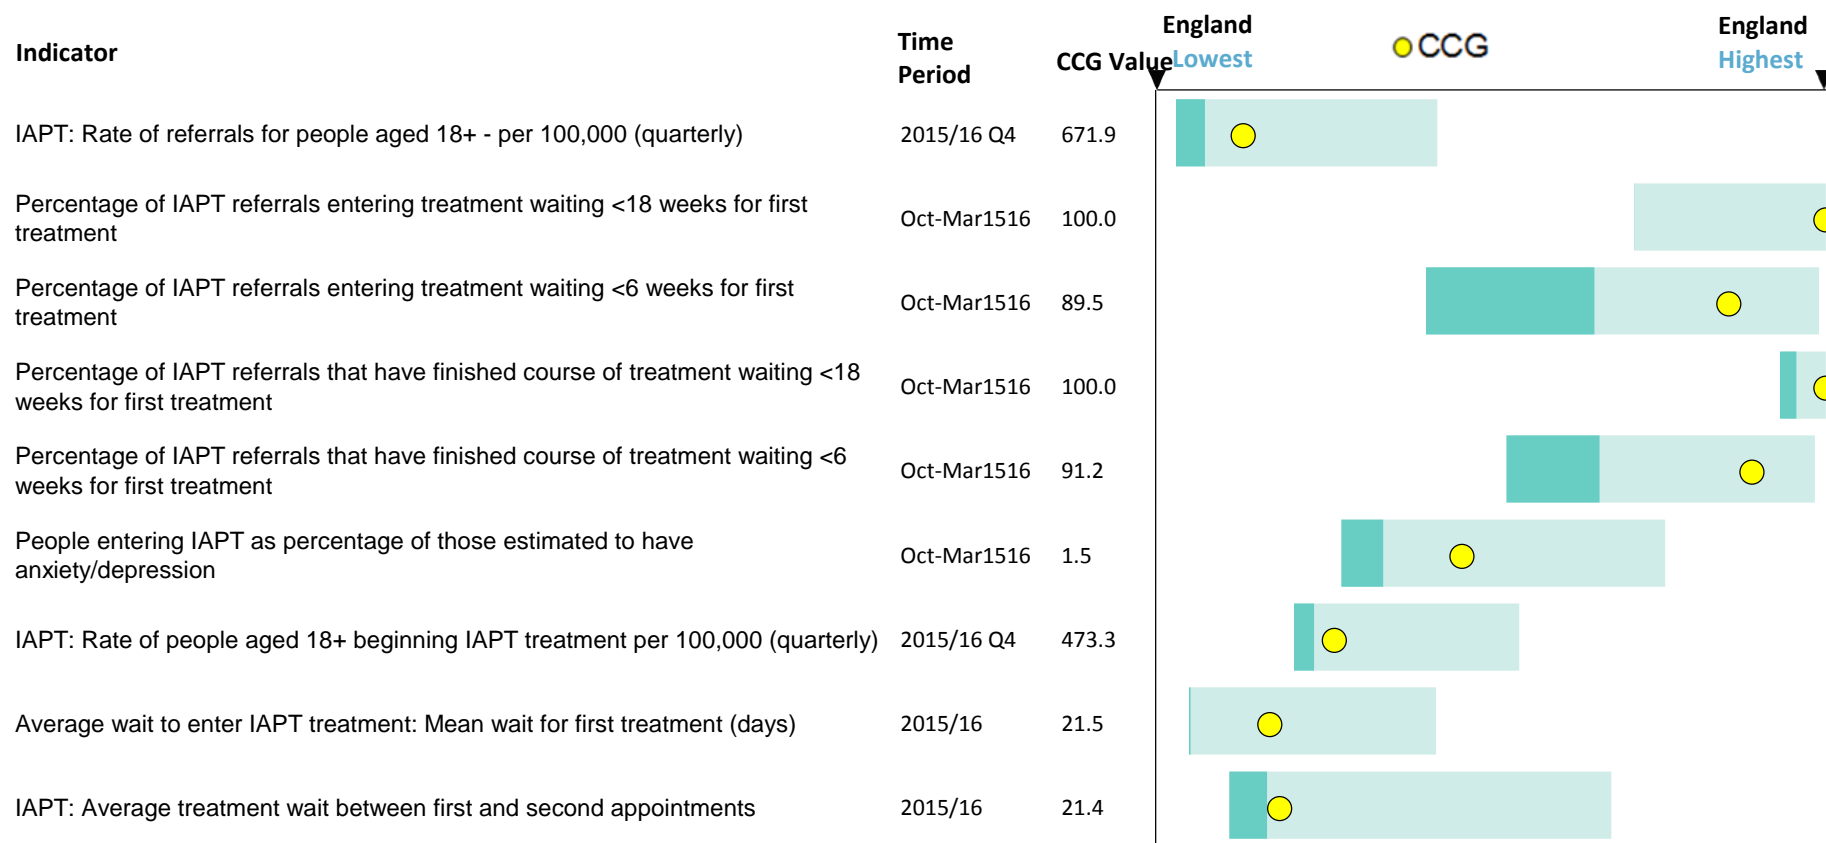 Indicator
Time
Period
CCG Value
England
Lowest
CCG
England
Highest
IAPT: Rate of referrals for people aged 18+ - per 100,000 (quarterly) 2015/16 Q4 671.9
Percentage of IAPT referrals entering treatment waiting <18 weeks for first
treatment
Oct-Mar1516 100.0
Percentage of IAPT referrals entering treatment waiting <6 weeks for first
treatment
Oct-Mar1516 89.5
Percentage of IAPT referrals that have finished course of treatment waiting <18
weeks for first treatment
Oct-Mar1516 100.0
Percentage of IAPT referrals that have finished course of treatment waiting <6
weeks for first treatment
Oct-Mar1516 91.2
People entering IAPT as percentage of those estimated to have
anxiety/depression
Oct-Mar1516 1.5
IAPT: Rate of people aged 18+ beginning IAPT treatment per 100,000 (quarterly) 2015/16 Q4 473.3
Average wait to enter IAPT treatment: Mean wait for first treatment (days) 2015/16 21.5
IAPT: Average treatment wait between first and second appointments 2015/16 21.4